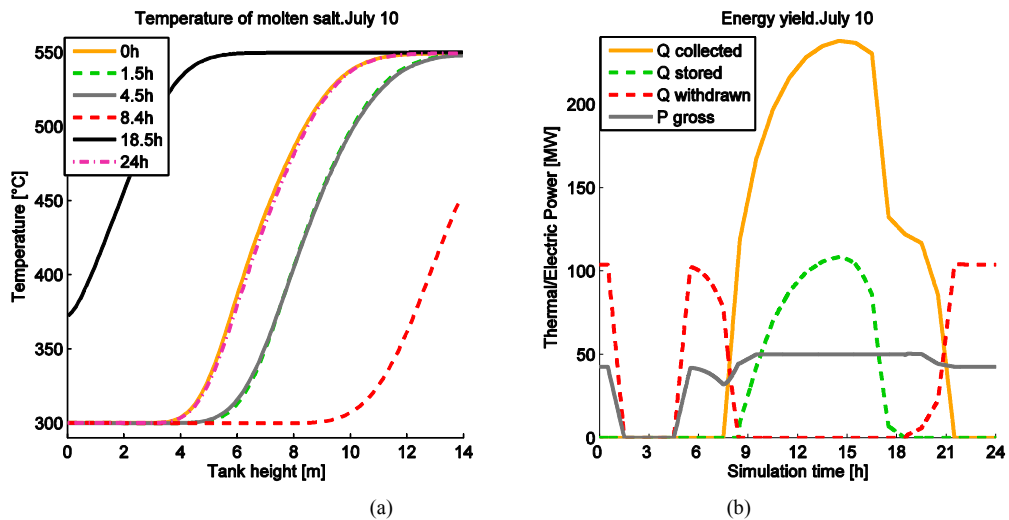 Temperature of molten salt.July 10
Temperature [°C]
550
500
450
400
350
300
0h
1.5h
4.5h
8.4h
18.5h
24h
0 2 4 6 8 10 12 14
Tank height [m]
(a)
Energy yield.July 10
Thermal/Electric Power [MW]
200
150
100
50
0
Q collected
Q stored
Q withdrawn
P gross
0 3 6 9 12 15 18 21 24
Simulation time [h]
(b)